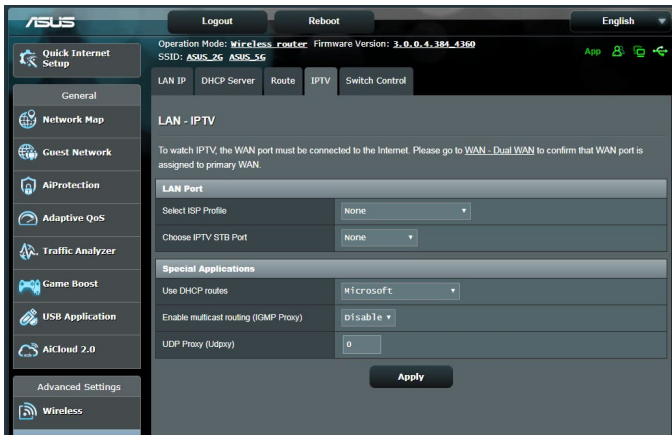 ASUS
Logout
Reboot
English
Quick Internet
Setup
Operation Mode: Wireless router Firmware Version: 3.0.0.4.384_4360
SSID: ASUS_2G ASUS_5G
App
General
Network Map
Guest Network
AiProtection
Adaptive QoS
Traffic Analyzer
Game Boost
USB Application
AiCloud 2.0
Advanced Settings
Wireless
LAN IP
DHCP Server
Route
IPTV
Switch Control
LAN - IPTV
To watch IPTV, the WAN port must be connected to the Internet. Please go to WAN - Dual WAN to confirm that WAN port is
assigned to primary WAN.
LAN Port
Select ISP Profile
None
Choose IPTV STB Port
None
Special Applications
Use DHCP routes
Microsoft
Enable multicast routing (IGMP Proxy)
Disable
UDP Proxy (Udpxy)
0
Apply